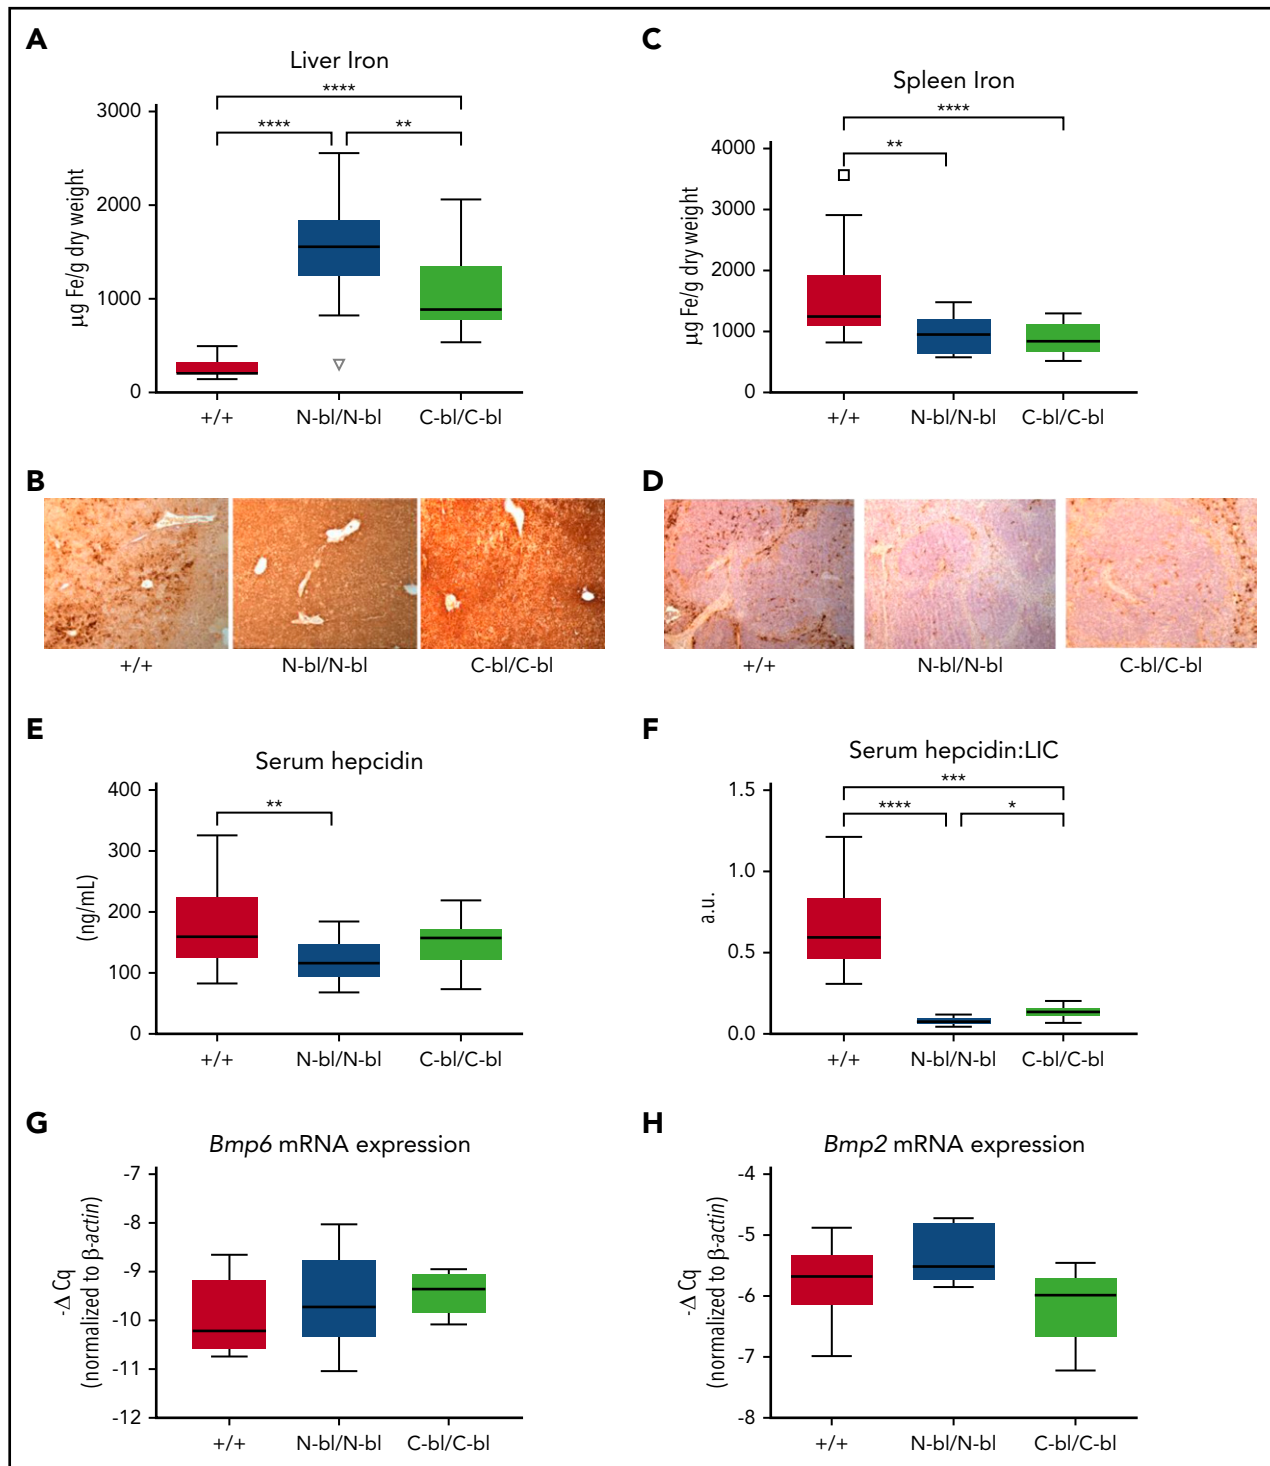 A
Liver Iron
****
****
**
3000
2000
1000
0
µg Fe/g dry weight
+/+
N-bl/N-bl
C-bl/C-bl
C
Spleen Iron
****
**
4000
3000
2000
1000
0
µg Fe/g dry weight
+/+
N-bl/N-bl
C-bl/C-bl
B
+/+
N-bl/N-bl
C-bl/C-bl
D
+/+
N-bl/N-bl
C-bl/C-bl
E
Serum hepcidin
**
400
300
200
100
0
(ng/mL)
+/+
N-bl/N-bl
C-bl/C-bl
F
Serum hepcidin:LIC
***
****
*
1.5
1.0
0.5
0.0
a.u.
+/+
N-bl/N-bl
C-bl/C-bl
G
Bmp6 mRNA expression
-7
-8
-9
-10
-11
-12
-Δ Cq
(normalized to β-actin)
+/+
N-bl/N-bl
C-bl/C-bl
H
Bmp2 mRNA expression
-4
-5
-6
-7
-8
-Δ Cq
(normalized to β-actin)
+/+
N-bl/N-bl
C-bl/C-bl